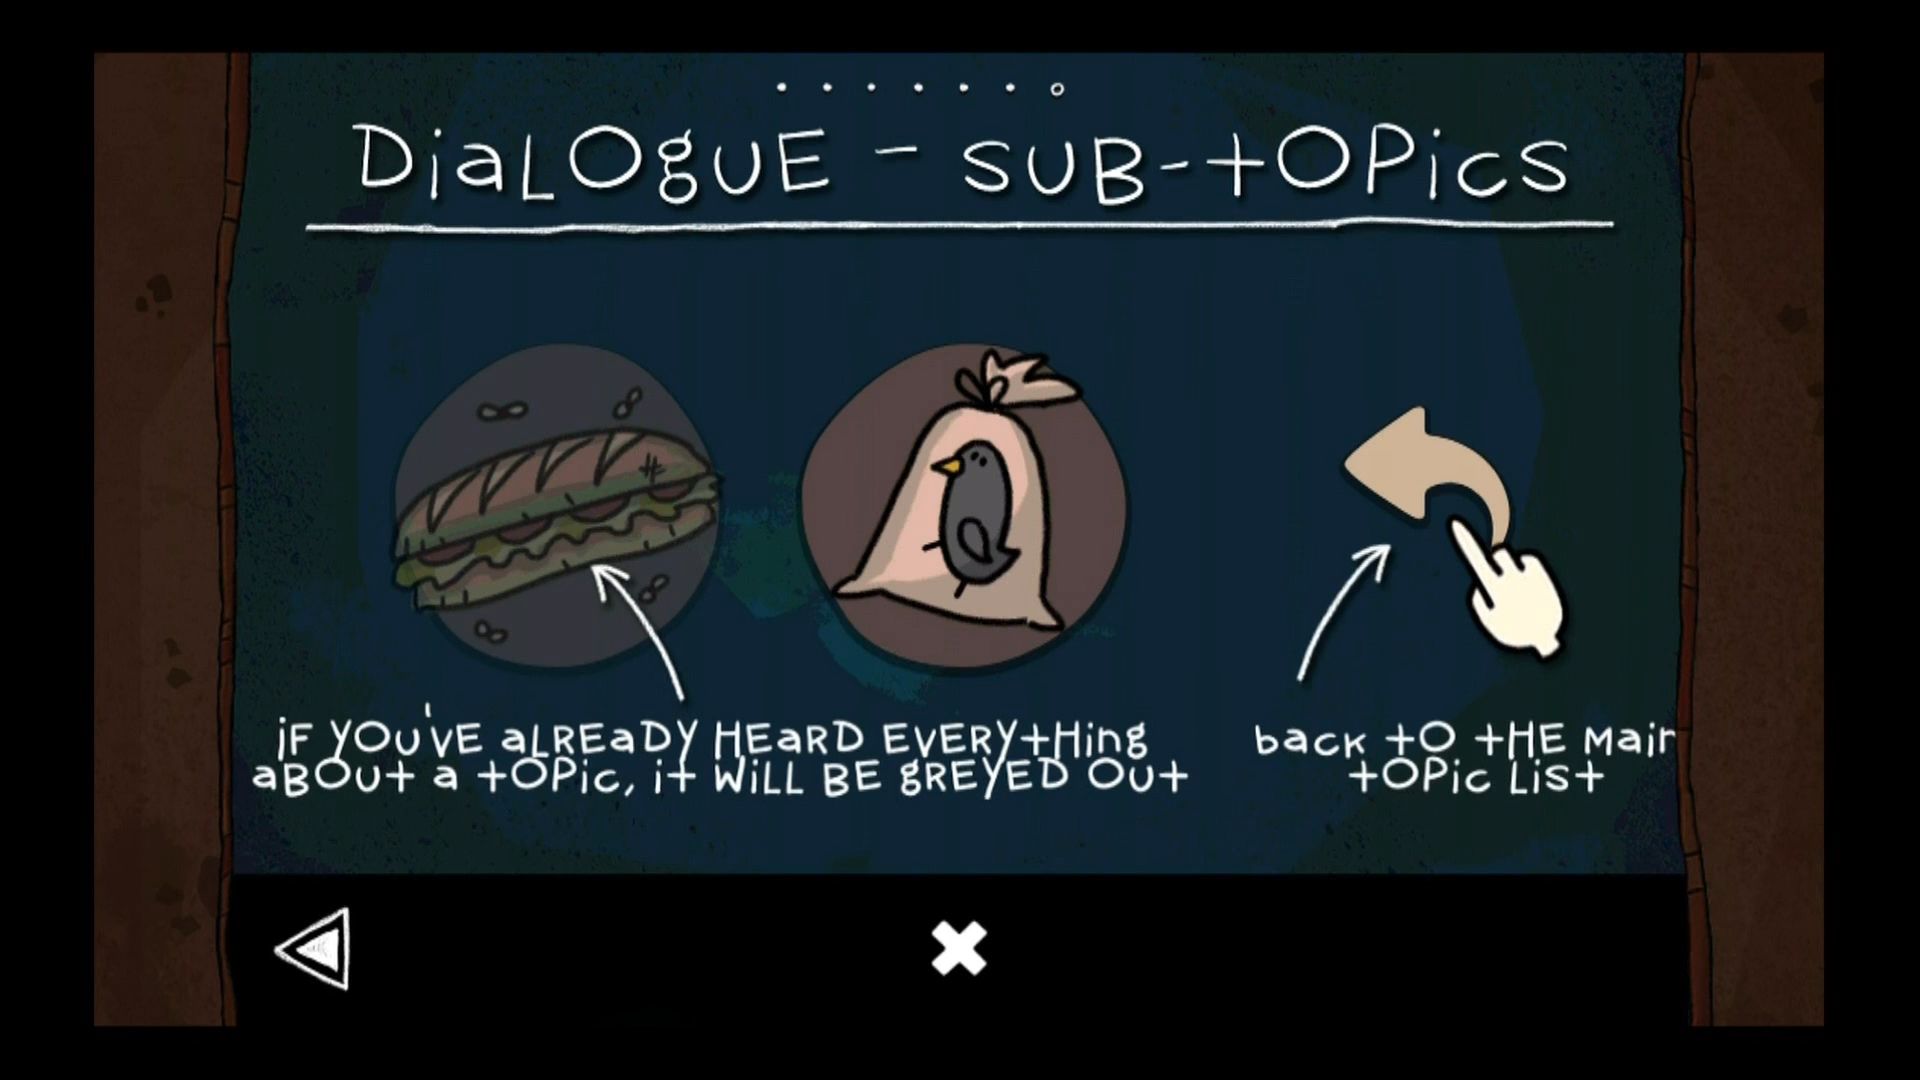 DiaLOgUE - SUB-tOPicS
iF YOU'VE aLREaDY HEaRD EVERYtHing
aBOUt a tOPic, it WiLL BE gREYED OUt
back tO tHE Main
tOPic List